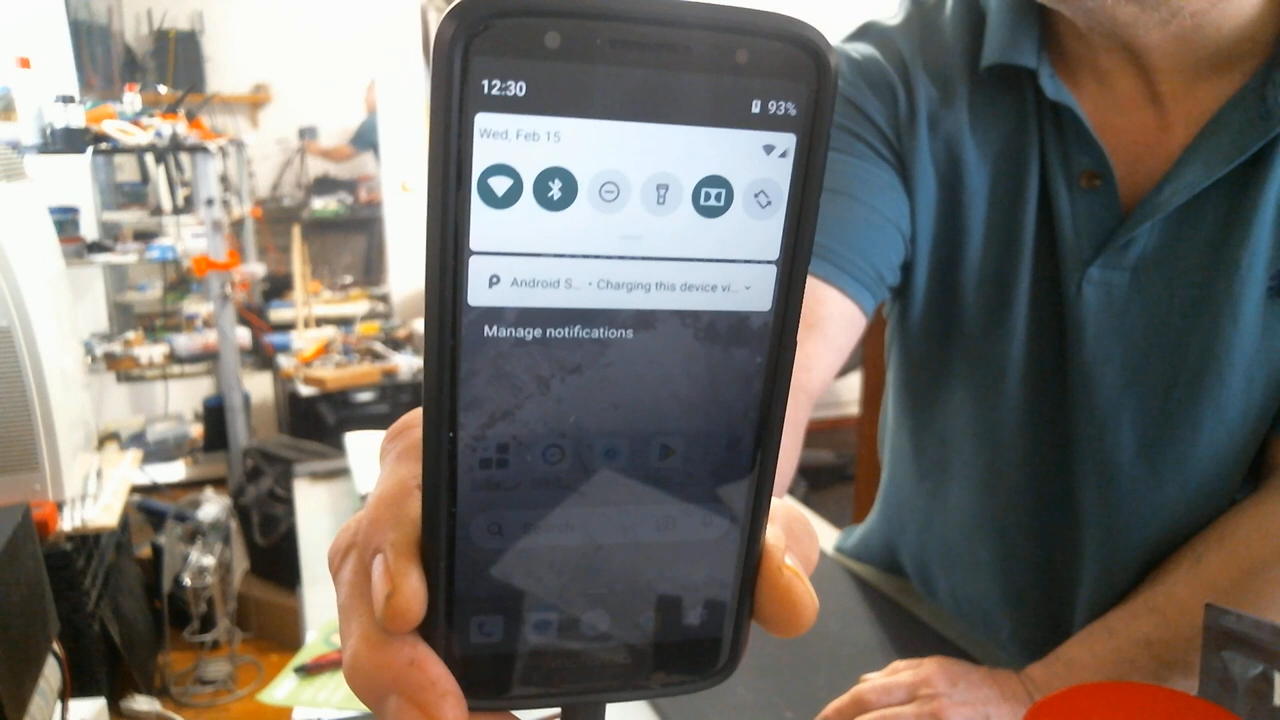 12:30
93%
Wed, Feb 15
Android S... • Charging this device vi...
Manage notifications
Search